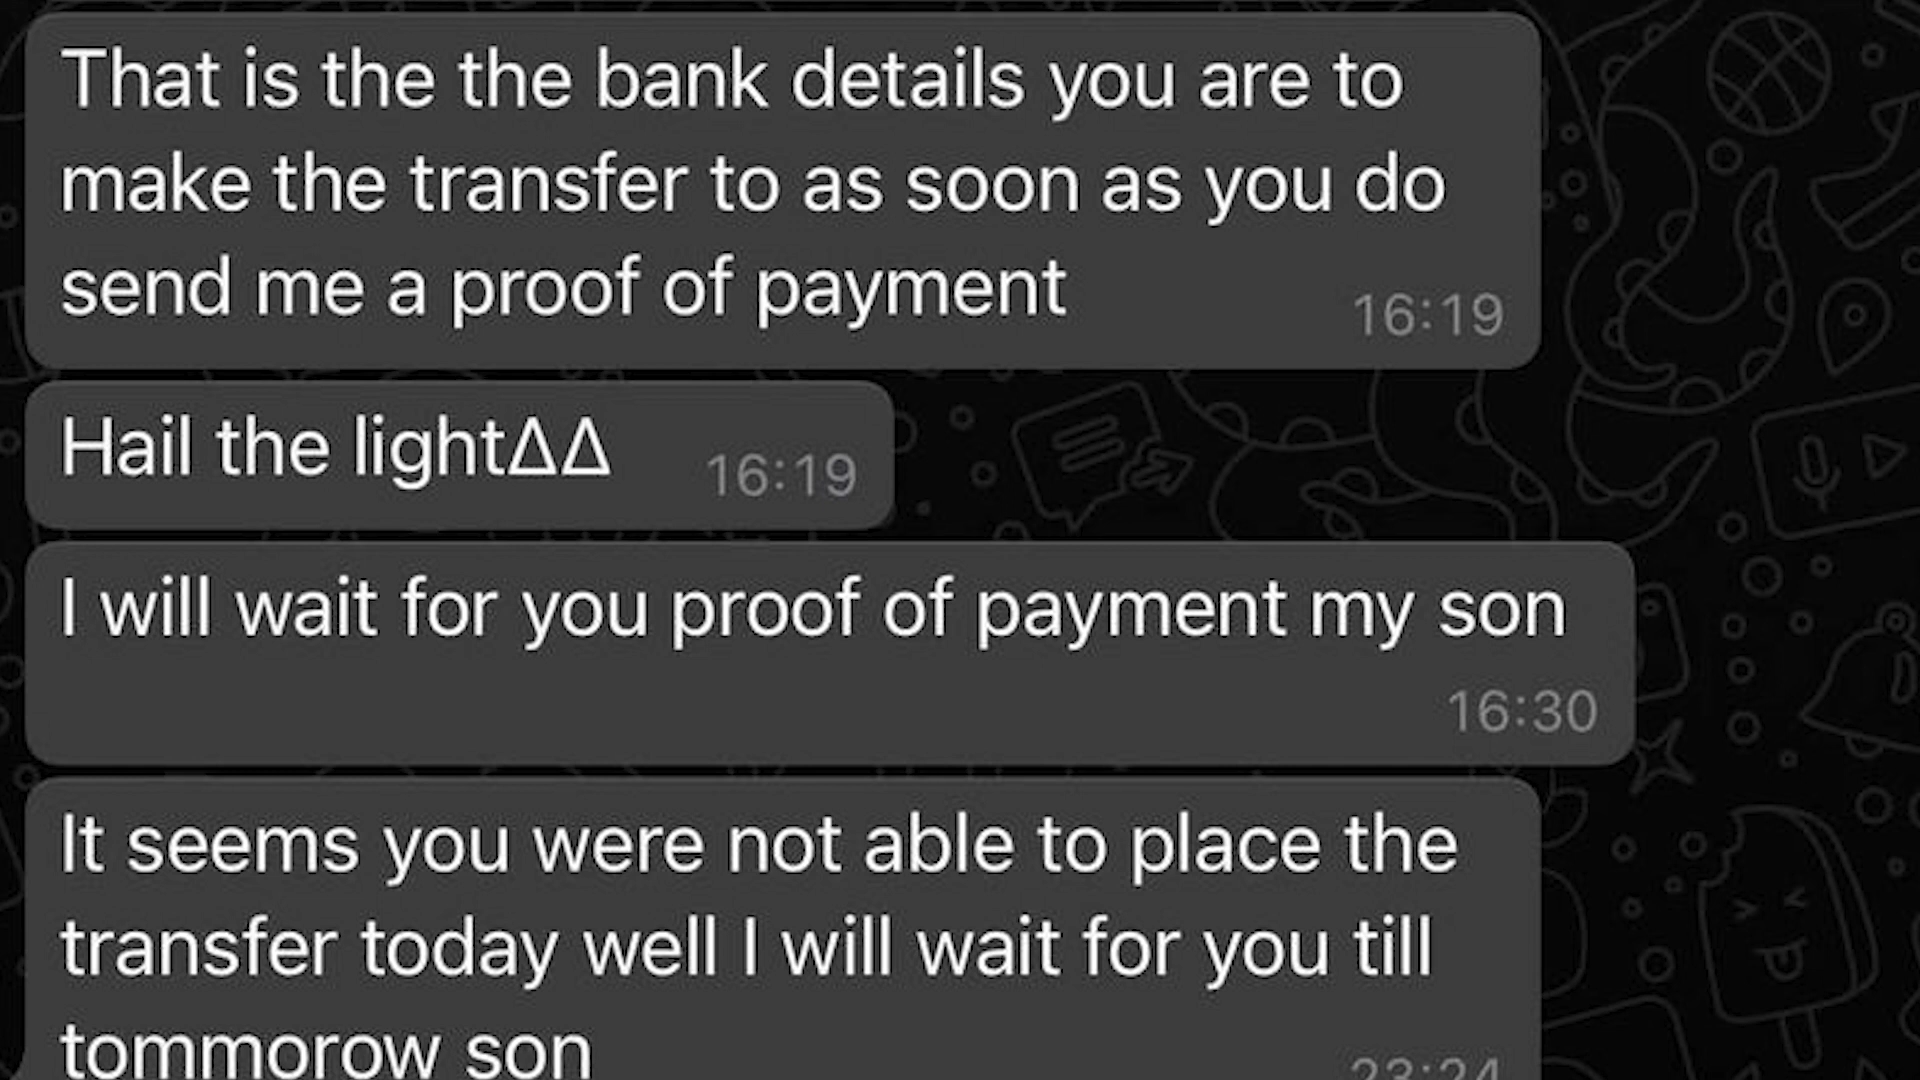 That is the the bank details you are to
make the transfer to as soon as you do
send me a proof of payment
16:19
Hail the light∆∆
16:19
I will wait for you proof of payment my son
16:30
It seems you were not able to place the
transfer today well I will wait for you till
tommorow son
23:24